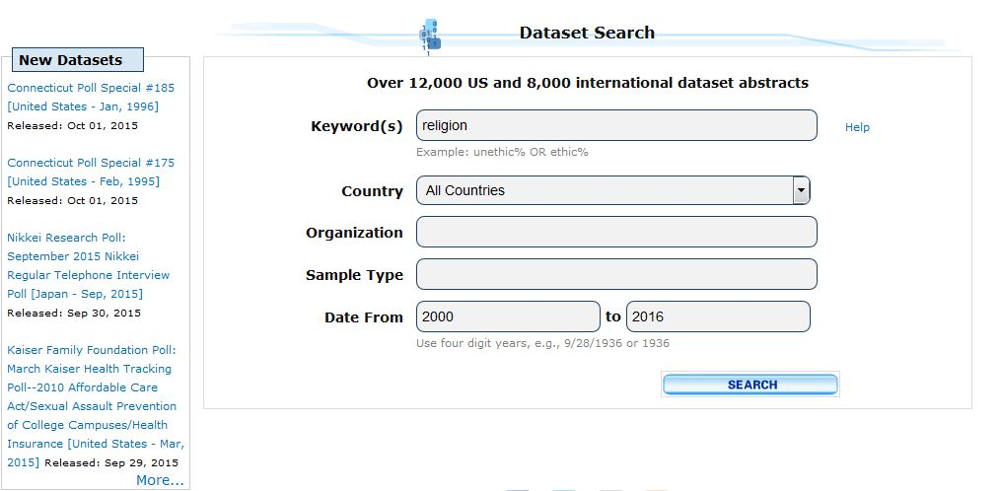 Dataset Search
New Datasets
Connecticut Poll Special #185
[United States - Jan, 1996]
Released: Oct 01, 2015
Connecticut Poll Special #175
[United States - Feb, 1995]
Released: Oct 01, 2015
Nikkei Research Poll:
September 2015 Nikkei
Regular Telephone Interview
Poll [Japan - Sep, 2015]
Released: Sep 30, 2015
Kaiser Family Foundation Poll:
March Kaiser Health Tracking
Poll--2010 Affordable Care
Act/Sexual Assault Prevention
of College Campuses/Health
Insurance [United States - Mar,
2015] Released: Sep 29, 2015
More...
Over 12,000 US and 8,000 international dataset abstracts
Keyword(s) religion Help
Example: unethic% OR ethic%
Country All Countries
Organization
Sample Type
Date From 2000 to 2016
Use four digit years, e.g., 9/28/1936 or 1936
SEARCH